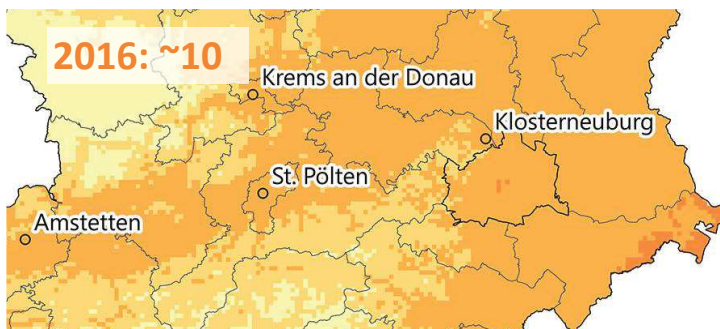 2016: ~10
Krems an der Donau
Klosterneuburg
St. Pölten
Amstetten